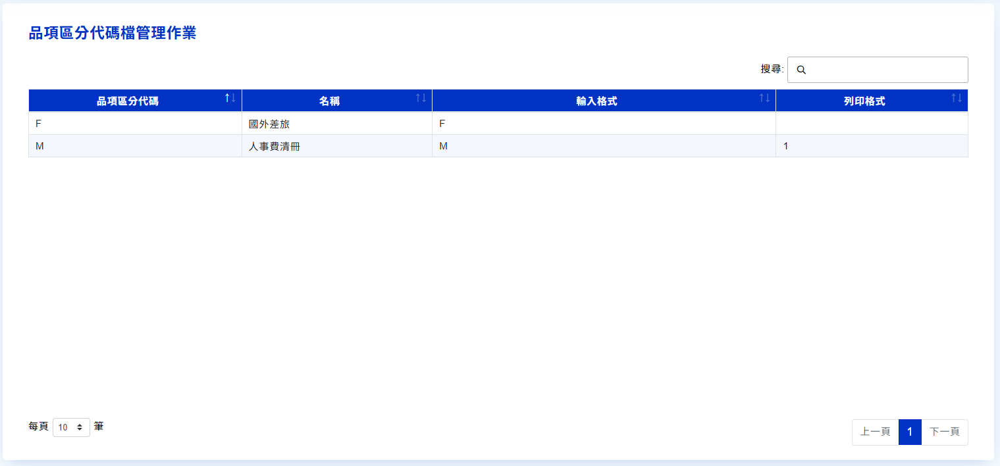 品項區分代碼檔管理作業
搜尋:
品項區分代碼 名稱 輸入格式 列印格式
F 國外差旅 F
M 人事費清冊 M 1
每頁 10 筆
上一頁 1 下一頁